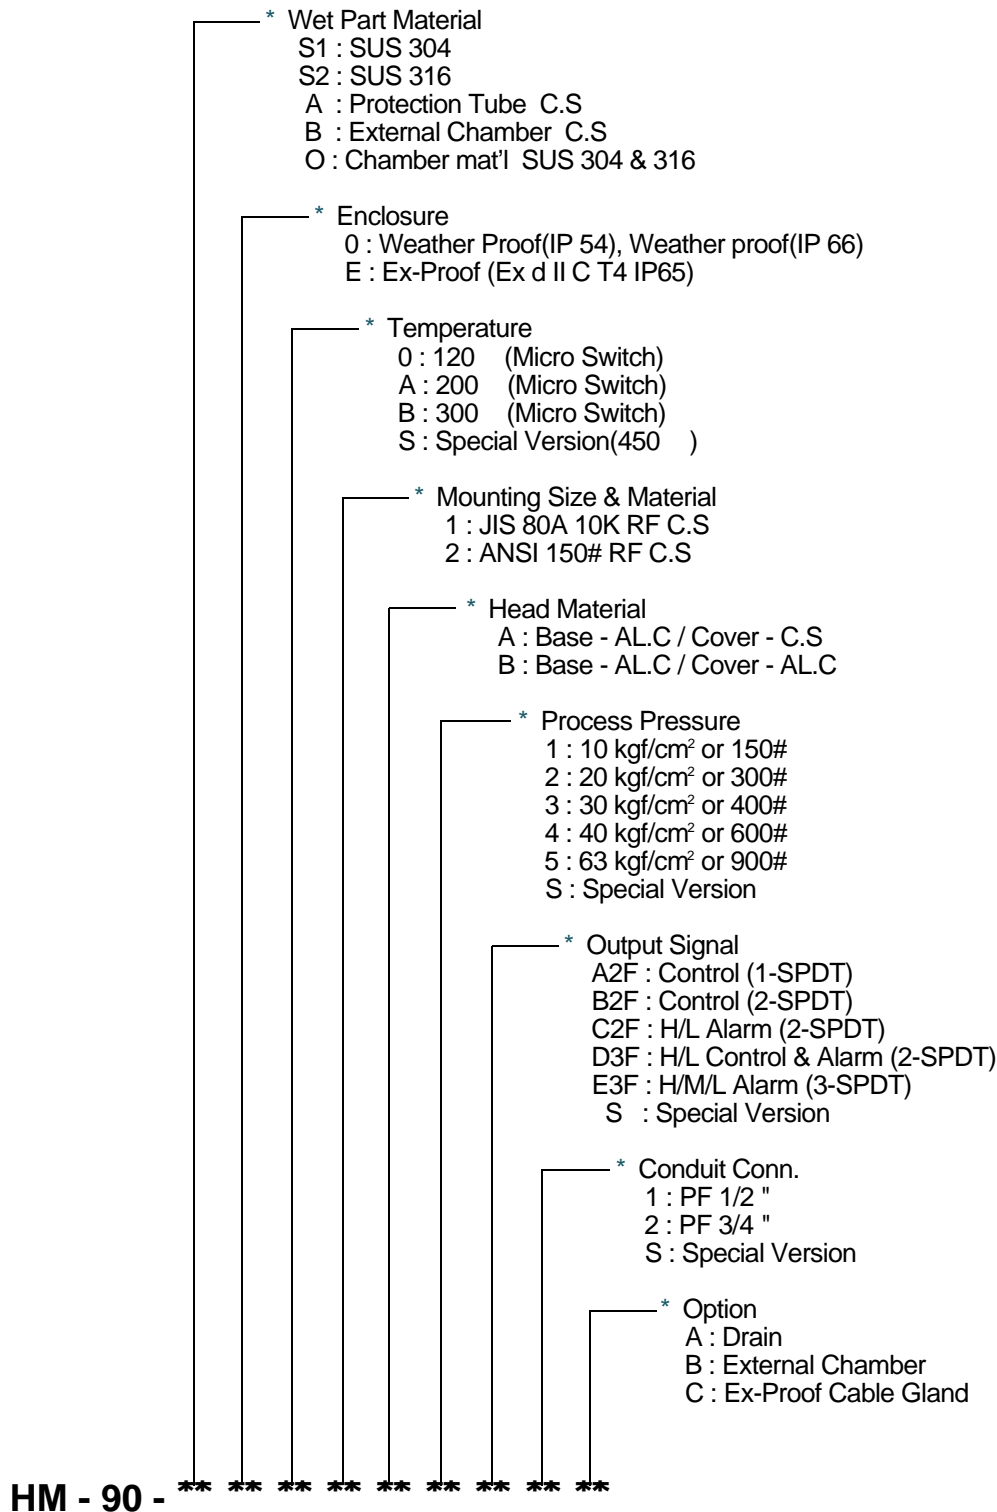 * Wet Part Material
S1 : SUS 304
S2 : SUS 316
A : Protection Tube C.S
B : External Chamber C.S
O : Chamber mat'l SUS 304 & 316
* Enclosure
0 : Weather Proof(IP 54), Weather proof(IP 66)
E : Ex-Proof (Ex d II C T4 IP65)
* Temperature
0 : 120 (Micro Switch)
A : 200 (Micro Switch)
B : 300 (Micro Switch)
S : Special Version(450 )
* Mounting Size & Material
1 : JIS 80A 10K RF C.S
2 : ANSI 150# RF C.S
* Head Material
A : Base - AL.C / Cover - C.S
B : Base - AL.C / Cover - AL.C
* Process Pressure
1 : 10 kgf/cm² or 150#
2 : 20 kgf/cm² or 300#
3 : 30 kgf/cm² or 400#
4 : 40 kgf/cm² or 600#
5 : 63 kgf/cm² or 900#
S : Special Version
* Output Signal
A2F : Control (1-SPDT)
B2F : Control (2-SPDT)
C2F : H/L Alarm (2-SPDT)
D3F : H/L Control & Alarm (2-SPDT)
E3F : H/M/L Alarm (3-SPDT)
S : Special Version
* Conduit Conn.
1 : PF 1/2 "
2 : PF 3/4 "
S : Special Version
* Option
A : Drain
B : External Chamber
C : Ex-Proof Cable Gland
HM - 90 - ** ** ** ** ** ** ** ** **